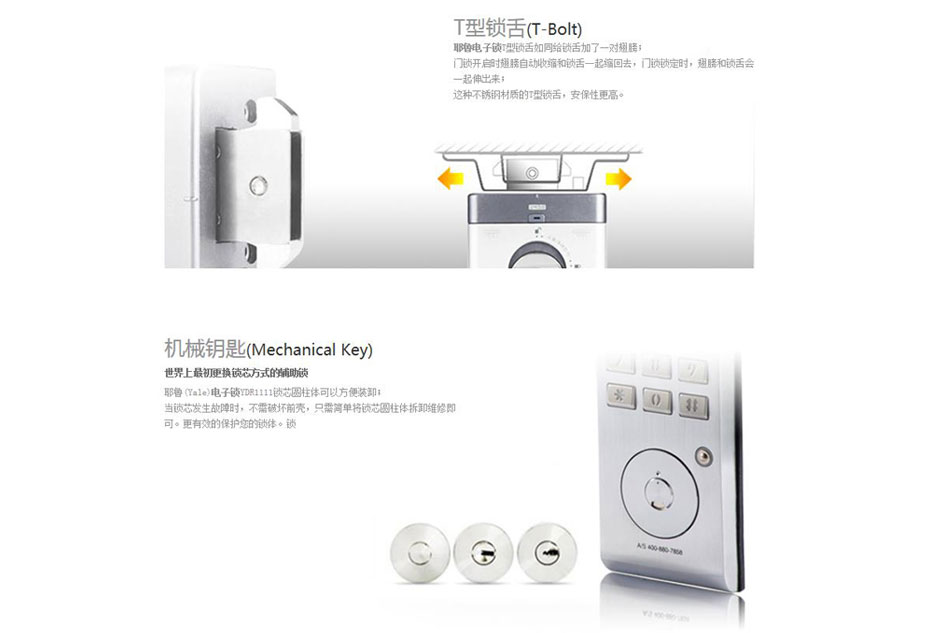 T型锁舌(T-Bolt)
耶鲁电子锁T型锁舌如同给锁舌加了一对翅膀；
门锁开启时翅膀自动收缩和锁舌一起缩回去，门锁锁定时，翅膀和锁舌会
一起伸出来；
这种不锈钢材质的T型锁舌，安保性更高。
机械钥匙(Mechanical Key)
世界上最初更换锁芯方式的辅助锁
耶鲁(Yale)电子锁YDR1111锁芯圆柱体可以方便装卸；
当锁芯发生故障时，不需破坏前壳，只需简单将锁芯圆柱体拆卸维修即
可。更有效的保护您的锁体。锁
7 8 9
* 0 #
A/S 400-880-7858